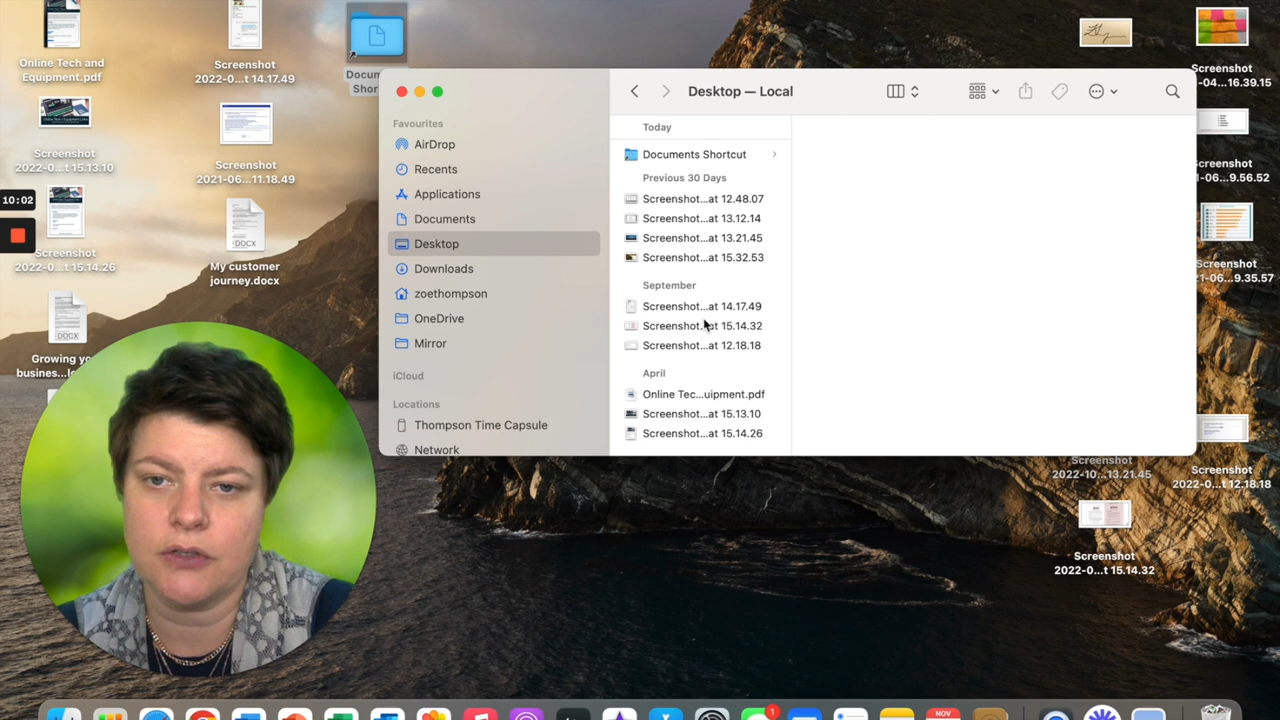 Online Tech and
Equipment.pdf
Screenshot
2022-0...t 14.17.49
Screenshot
2022-0...t 15.13.10
Screenshot
2021-06...11.18.49
10:02
Screenshot
2022-0...t 15.14.26
My customer
journey.docx
DOCX
DOCX
Growing yo
busines...l
Docum
Shor
Desktop — Local
Favourites
AirDrop
Recents
Applications
Documents
Desktop
Downloads
zoethompson
OneDrive
Mirror
iCloud
Locations
Thompson Time Capsule
Network
Today
Documents Shortcut
Previous 30 Days
Screenshot...at 12.48.07
Screenshot...at 13.12.14
Screenshot...at 13.21.45
Screenshot...at 15.32.53
September
Screenshot...at 14.17.49
Screenshot...at 15.14.32
Screenshot...at 12.18.18
April
Online Tec...uipment.pdf
Screenshot...at 15.13.10
Screenshot...at 15.14.26
Screenshot
-04...16.39.15
Screenshot
21-06...9.56.52
Screenshot
21-06...9.35.57
Screenshot
2022-10...13.21.45
Screenshot
2022-0...t 12.18.18
Screenshot
2022-0...t 15.14.32
1
NOV